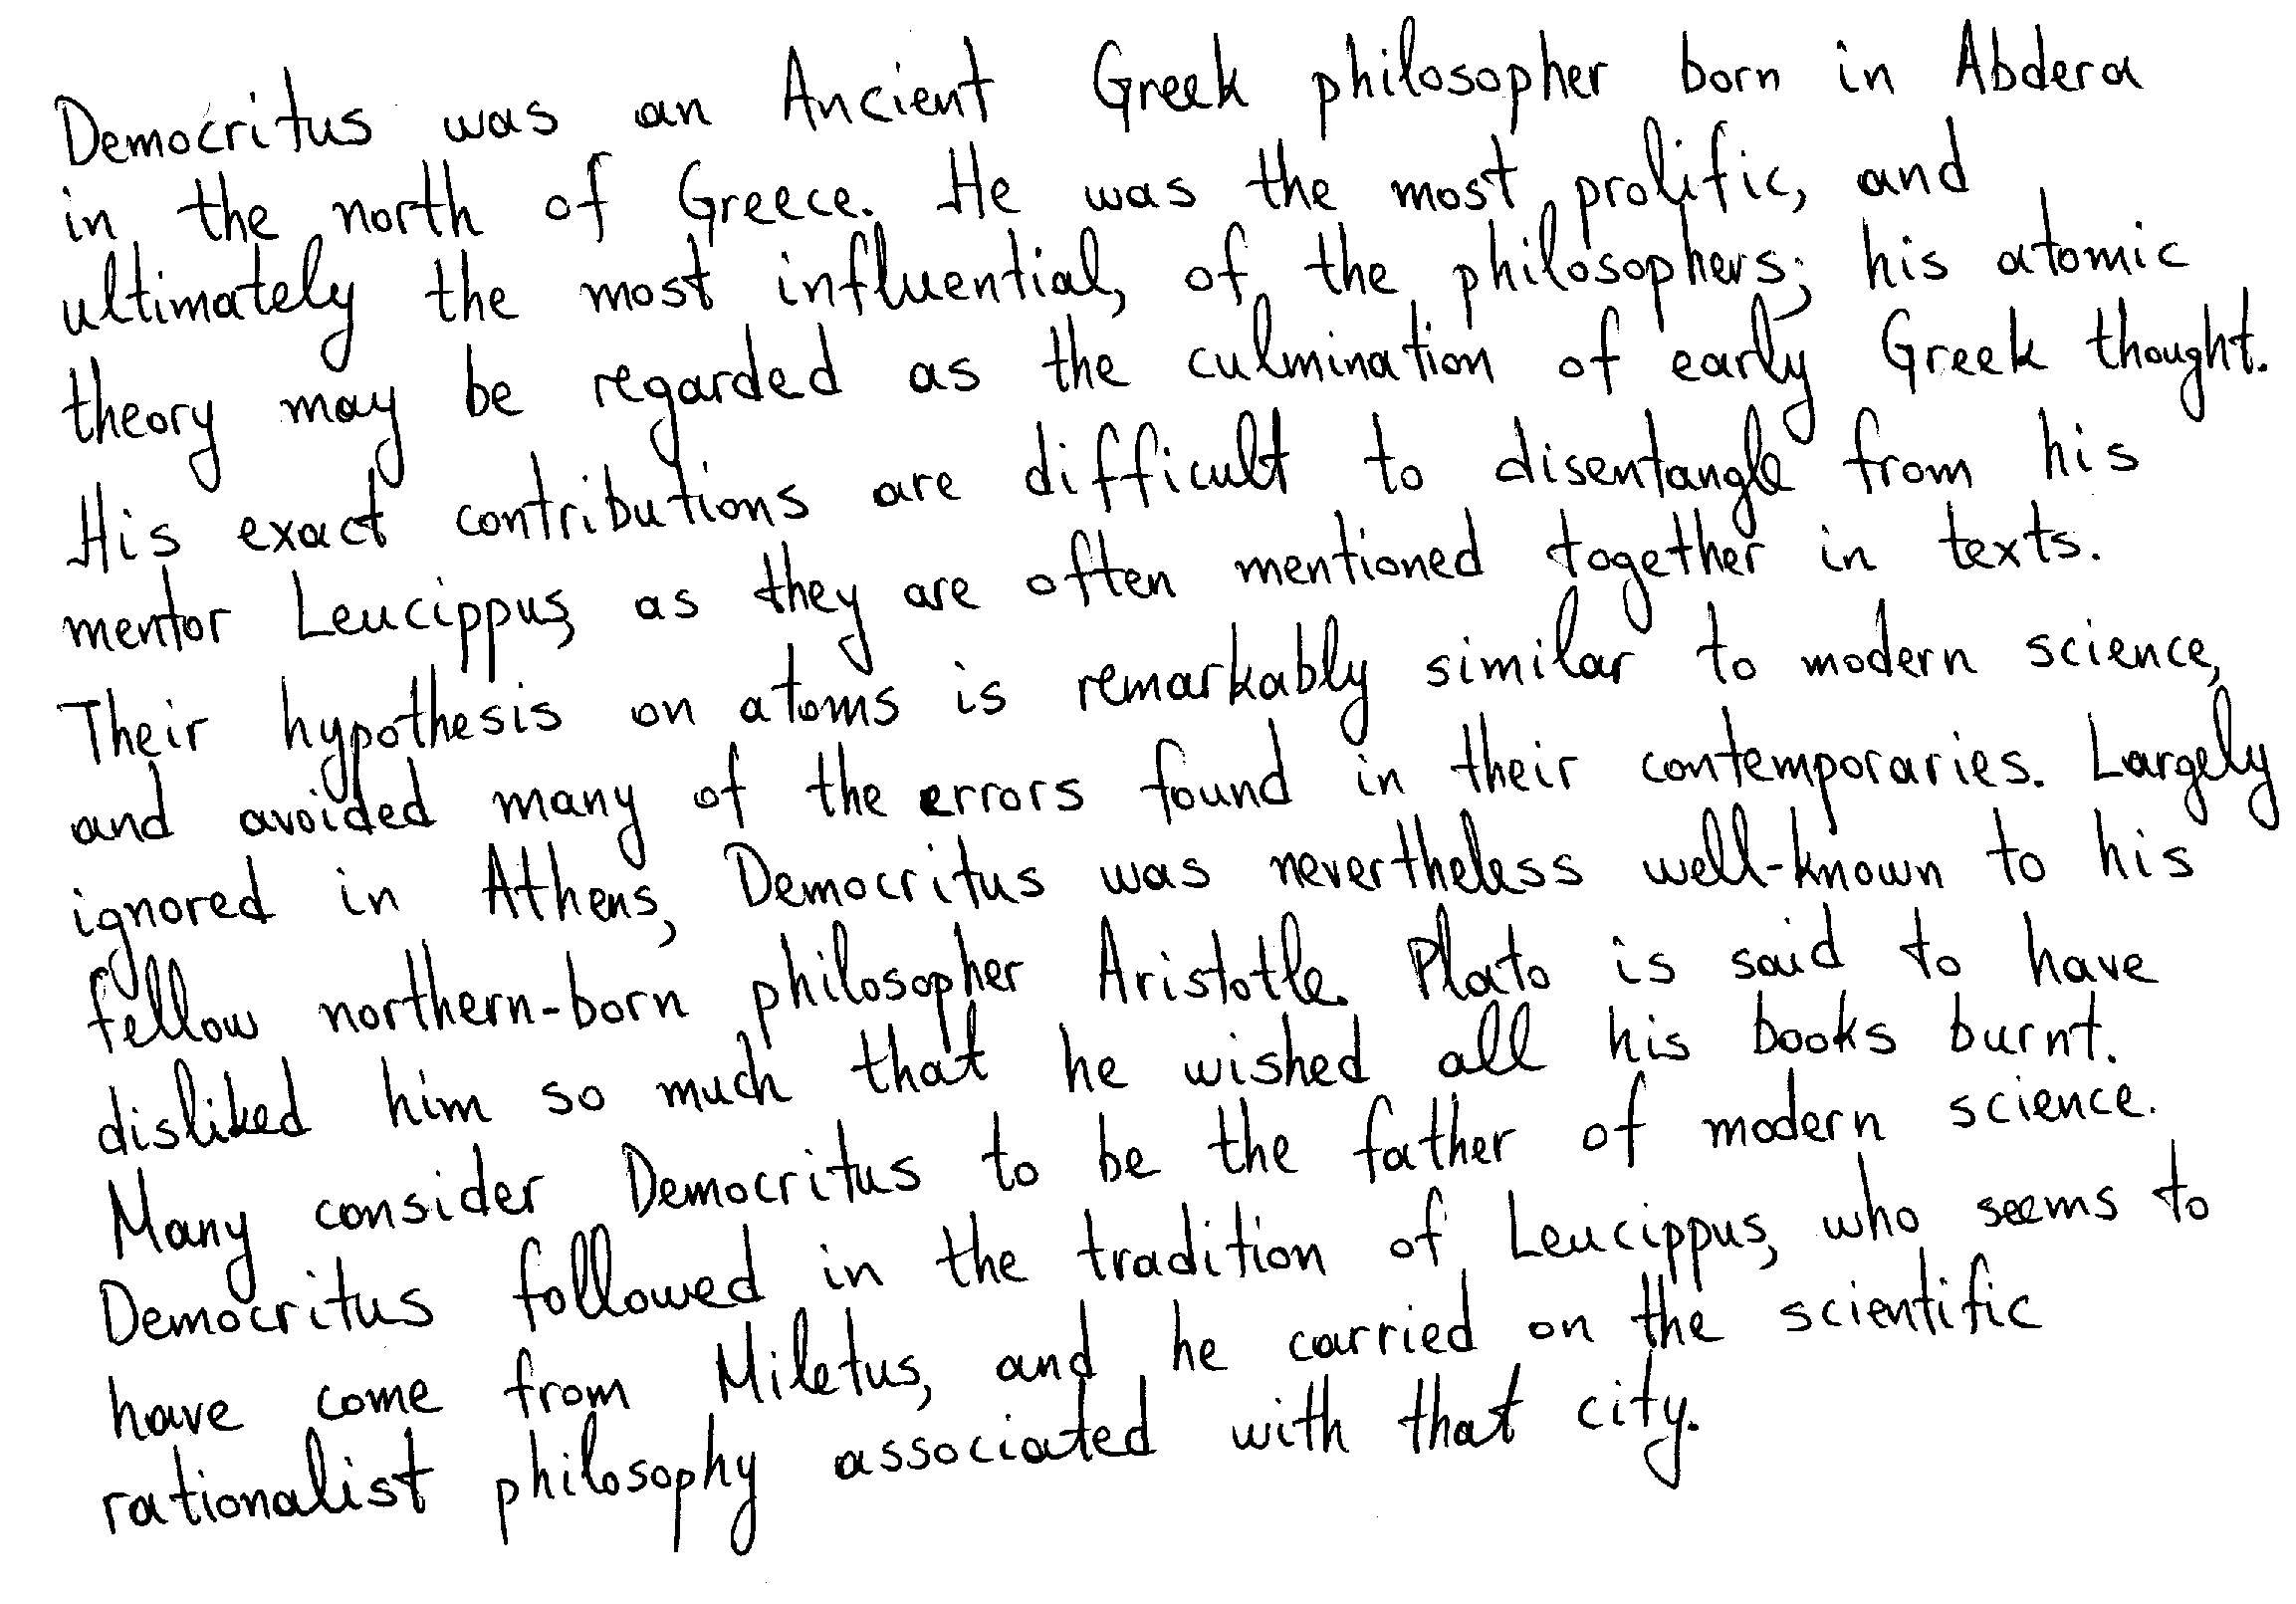 Democritus was an Ancient Greek philosopher born in Abdera
in the north of Greece. He was the most prolific, and
ultimately the most influential, of the philosophers; his atomic
theory may be regarded as the culmination of early Greek thought.
His exact contributions are difficult to disentangle from his
mentor Leucippus, as they are often mentioned together in texts.
Their hypothesis on atoms is remarkably similar to modern science,
and avoided many of the errors found in their contemporaries. Largely
ignored in Athens, Democritus was nevertheless well-known to his
fellow northern-born philosopher Aristotle. Plato is said to have
disliked him so much that he wished all his books burnt.
Many consider Democritus to be the father of modern science.
Democritus followed in the tradition of Leucippus, who seems to
have come from Miletus, and he carried on the scientific
rationalist philosophy associated with that city.